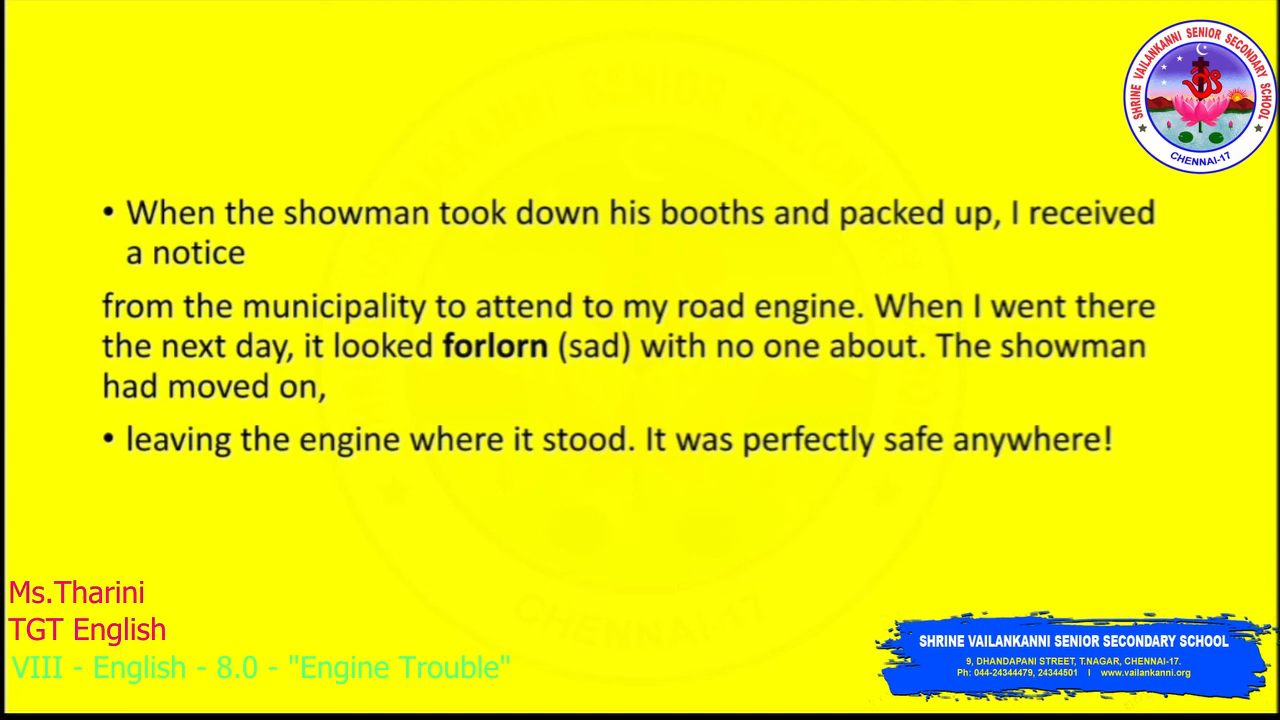 SHRINE VAILANKANNI SENIOR SECONDARY SCHOOL
CHENNAI-17
• When the showman took down his booths and packed up, I received
a notice
from the municipality to attend to my road engine. When I went there
the next day, it looked forlorn (sad) with no one about. The showman
had moved on,
• leaving the engine where it stood. It was perfectly safe anywhere!
Ms.Tharini
TGT English
VIII - English - 8.0 - "Engine Trouble"
SHRINE VAILANKANNI SENIOR SECONDARY SCHOOL
9, DHANDAPANI STREET, T.NAGAR, CHENNAI-17.
Ph: 044-24344479, 24344501 I www.vailankanni.org